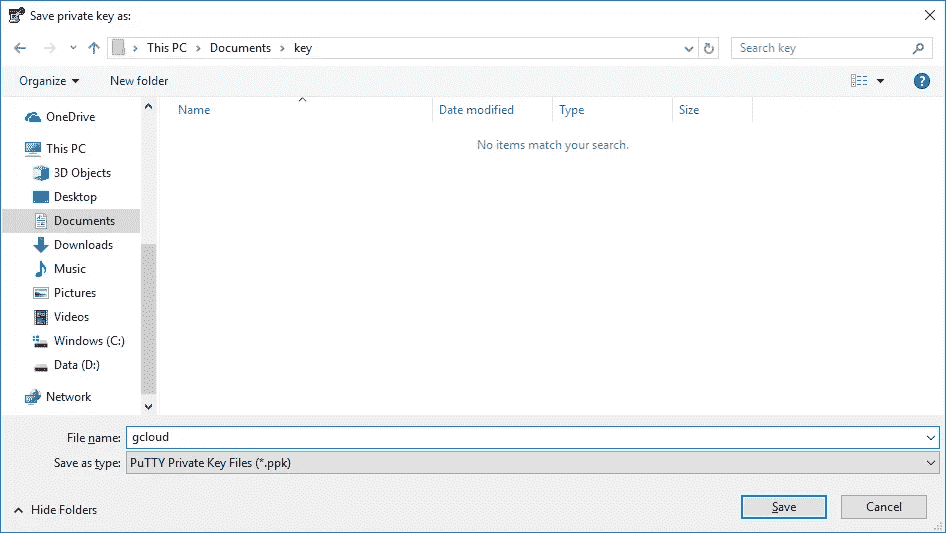 Save private key as:
This PC > Documents > key
Search key
Organize
New folder
?
Name
Date modified
Type
Size
No items match your search.
OneDrive
This PC
3D Objects
Desktop
Documents
Downloads
Music
Pictures
Videos
Windows (C:)
Data (D:)
Network
File name: gcloud
Save as type: PuTTY Private Key Files (*.ppk)
Hide Folders
Save
Cancel